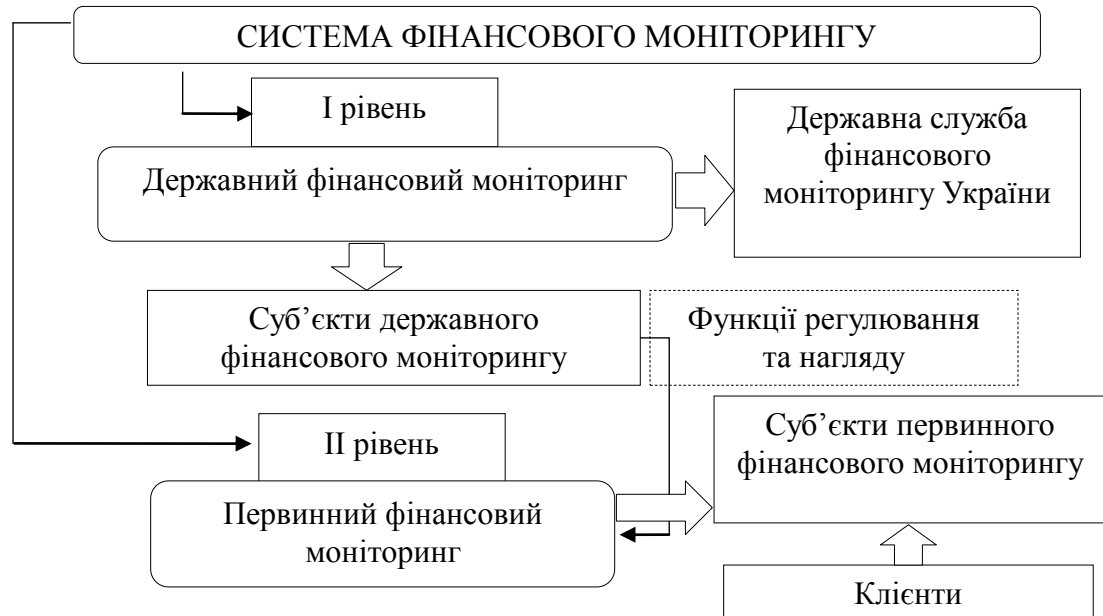 СИСТЕМА ФІНАНСОВОГО МОНІТОРИНГУ
І рівень
Державний фінансовий моніторинг
Державна служба
фінансового
моніторингу України
Суб’єкти державного
фінансового моніторингу
Функції регулювання
та нагляду
ІІ рівень
Первинний фінансовий
моніторинг
Суб’єкти первинного
фінансового моніторингу
Клієнти